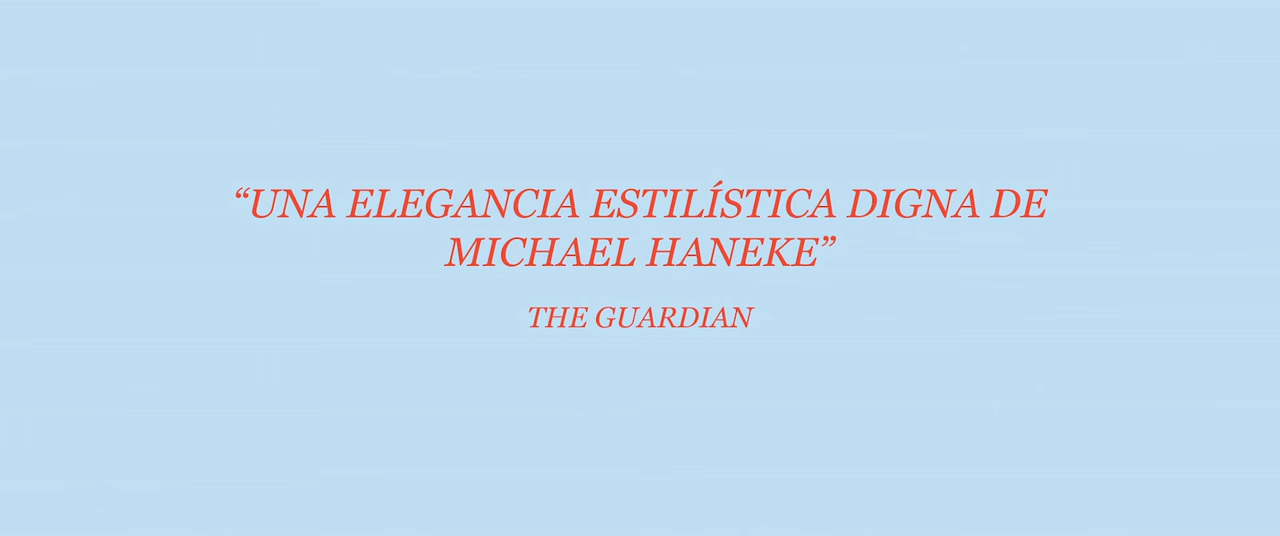 “UNA ELEGANCIA ESTILÍSTICA DIGNA DE
MICHAEL HANEKE”
THE GUARDIAN